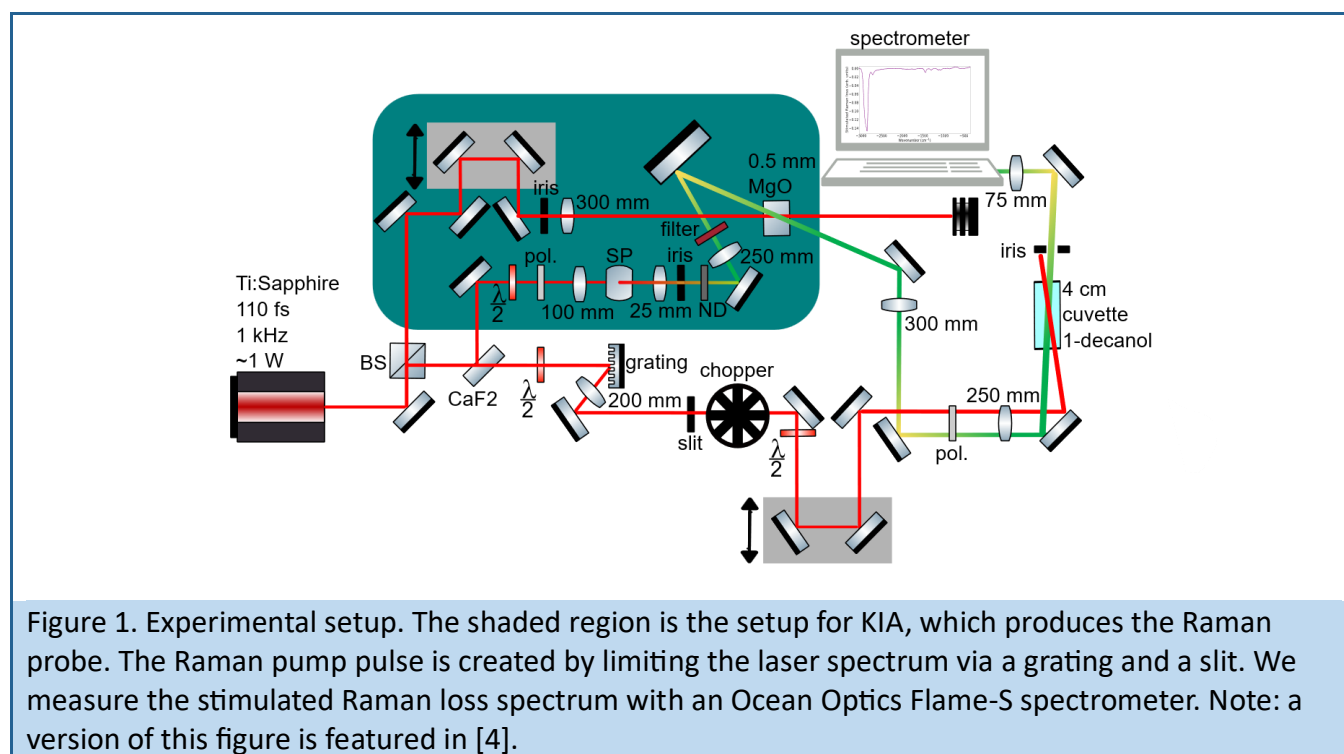 spectrometer
0.5 mm
MgO
iris
300 mm
75 mm
filter
250 mm
pol.
SP
iris
iris
λ/2
100 mm
25 mm
ND
Ti:Sapphire
110 fs
1 kHz
~1 W
300 mm
4 cm
cuvette
1-decanol
BS
CaF2
λ/2
grating
200 mm
chopper
slit
λ/2
250 mm
pol.
Figure 1. Experimental setup. The shaded region is the setup for KIA, which produces the Raman
probe. The Raman pump pulse is created by limiting the laser spectrum via a grating and a slit. We
measure the stimulated Raman loss spectrum with an Ocean Optics Flame-S spectrometer. Note: a
version of this figure is featured in [4].